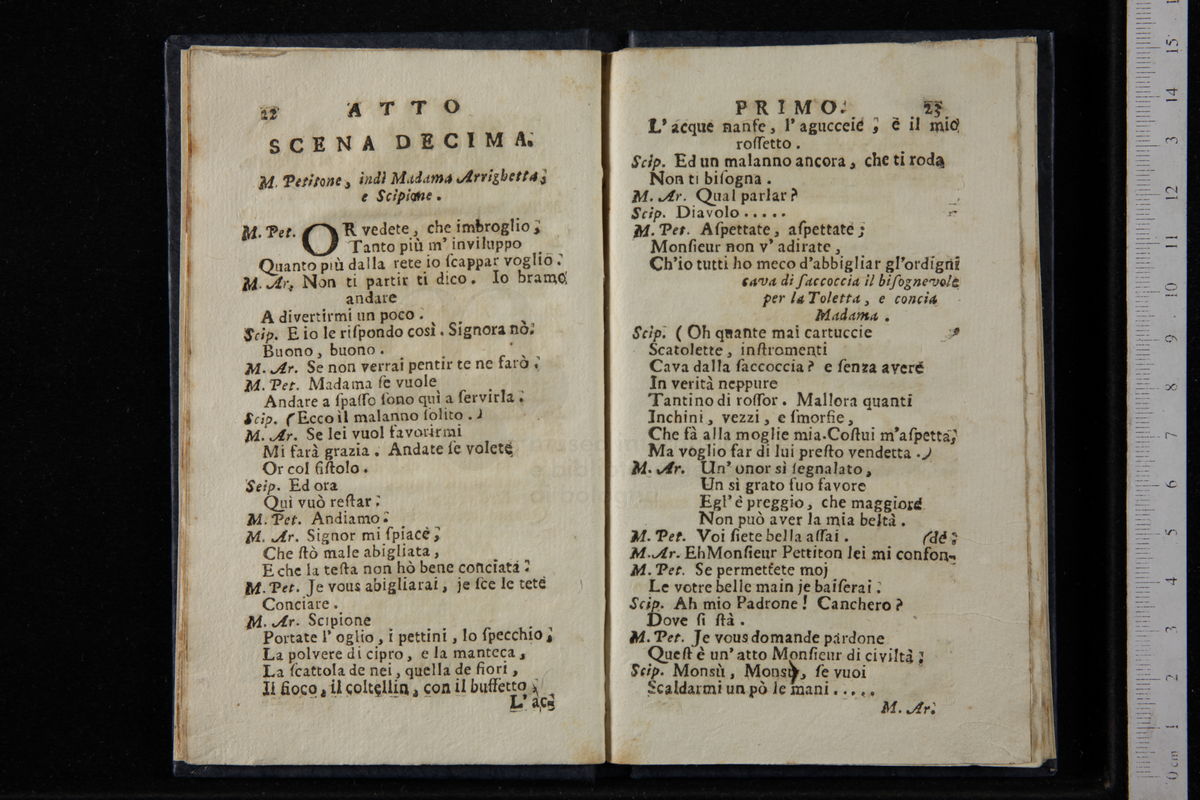 22 ATTO
SCENA DECIMA.
M. Petitone, indi Madama Arrighetta,
e Scipione.
M. Pet. OR vedete, che imbroglio;
Tanto più m' inviluppo
Quanto più dalla rete io ſcappar voglio.
M. Ar. Non ti partir ti dico. Io bramo
andare
A divertirmi un poco.
Scip. E io le riſpondo così. Signora nò.
Buono, buono.
M. Ar. Se non verrai pentir te ne farò.
M. Pet. Madama ſe vuole
Andare a ſpaſſo ſono quì a ſervirla.
Scip. (Ecco il malanno ſolito.)
M. Ar. Se lei vuol favorirmi
Mi farà grazia. Andate ſe volete
Or col fiſtolo.
Scip. Ed ora
Qui vuò reſtar.
M. Pet. Andiamo.
M. Ar. Signor mi ſpiace;
Che ſtò male abigliata,
E che la teſta non hò bene conciata.
M. Pet. Je vous abigliarai, je ſce le tete
Conciare.
M. Ar. Scipione
Portate l' oglio, i pettini, lo ſpecchio,
La polvere di cipro, e la manteca,
La ſcattola de nei, quella de fiori,
Il fioco, il coltellin, con il buffetto,
L' ac-
PRIMO. 23
L' acque nanfe, l' agucceie, e il mio
roſſetto.
Scip. Ed un malanno ancora, che ti roda
Non ti biſogna.
M. Ar. Qual parlar?
Scip. Diavolo.....
M. Pet. Aſpettate, aſpettate;
Monſieur non v' adirate,
Ch'io tutti ho meco d'abbigliar gl'ordigni
cava di ſaccoccia il biſognevole
per la Toletta, e concia
Madama.
Scip. (Oh quante mai cartuccie
Scatolette, inſtromenti
Cava dalla ſaccoccia? e ſenza avere
In verità neppure
Tantino di roſſor. Mallora quanti
Inchini, vezzi, e ſmorfie,
Che fà alla moglie mia. Coſtui m'aſpetta,
Ma voglio far di lui preſto vendetta.)
M. Ar. Un' onor sì ſegnalato,
Un sì grato ſuo favore
Egl' è preggio, che maggiore
Non può aver la mia beltà.
M. Pet. Voi ſiete bella aſſai. (de;
M. Ar. Eh Monſieur Pettiton lei mi confon-
M. Pet. Se permettete moj
Le votre belle main je baiſerai.
Scip. Ah mio Padrone! Canchero?
Dove ſi ſtà.
M. Pet. Je vous domande pardone
Queſt' è un' atto Monſieur di civiltà;
Scip. Monsù, Monsù, ſe vuoi
Scaldarmi un pò le mani.....
M. Ar.